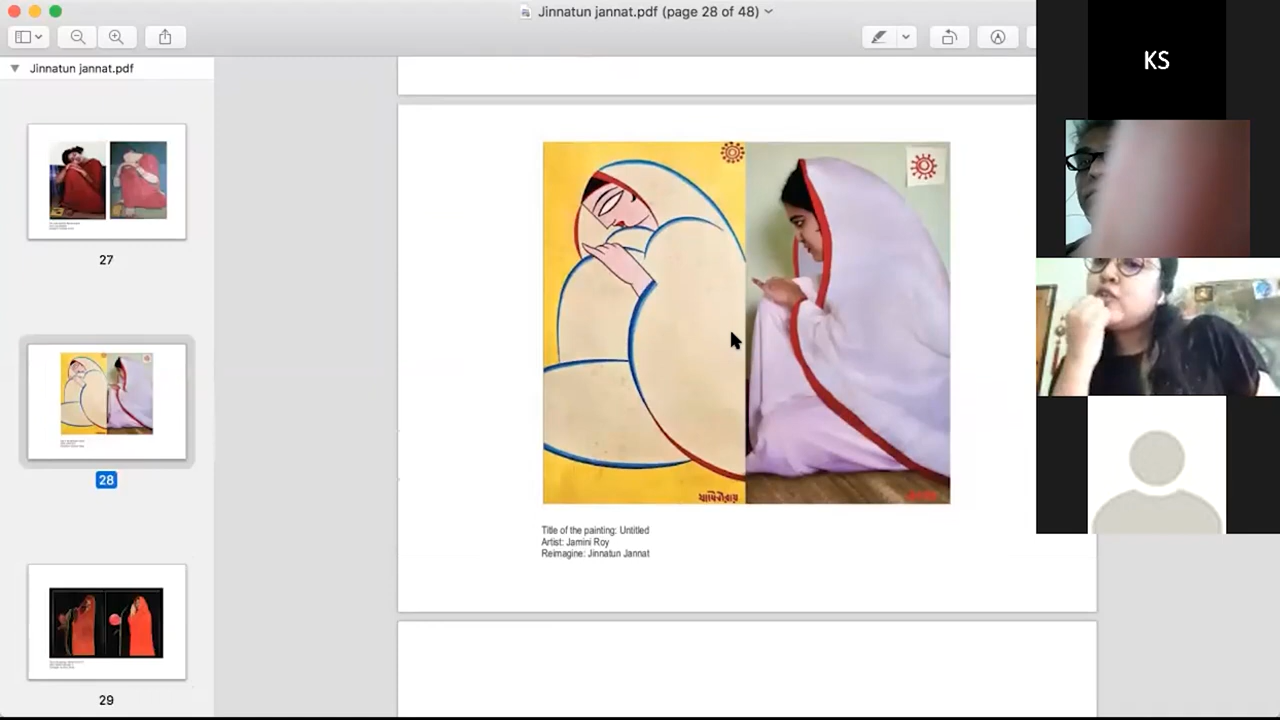 Jinnatun jannat.pdf (page 28 of 48)
Jinnatun jannat.pdf
27
28
29
যামিনী রায়
Title of the painting: Untitled
Artist: Jamini Roy
Reimagine: Jinnatun Jannat
KS